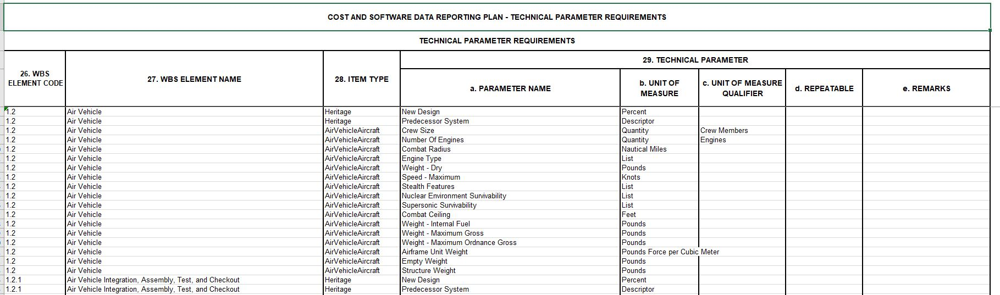 COST AND SOFTWARE DATA REPORTING PLAN - TECHNICAL PARAMETER REQUIREMENTS
TECHNICAL PARAMETER REQUIREMENTS
26. WBS ELEMENT CODE 27. WBS ELEMENT NAME 28. ITEM TYPE 29. TECHNICAL PARAMETER
a. PARAMETER NAME b. UNIT OF MEASURE c. UNIT OF MEASURE QUALIFIER d. REPEATABLE e. REMARKS
1.2 Air Vehicle Heritage New Design Percent
1.2 Air Vehicle Heritage Predecessor System Descriptor
1.2 Air Vehicle AirVehicleAircraft Crew Size Quantity Crew Members
1.2 Air Vehicle AirVehicleAircraft Number Of Engines Quantity Engines
1.2 Air Vehicle AirVehicleAircraft Combat Radius Nautical Miles
1.2 Air Vehicle AirVehicleAircraft Engine Type List
1.2 Air Vehicle AirVehicleAircraft Weight - Dry Pounds
1.2 Air Vehicle AirVehicleAircraft Speed - Maximum Knots
1.2 Air Vehicle AirVehicleAircraft Stealth Features List
1.2 Air Vehicle AirVehicleAircraft Nuclear Environment Survivability List
1.2 Air Vehicle AirVehicleAircraft Supersonic Survivability List
1.2 Air Vehicle AirVehicleAircraft Combat Ceiling Feet
1.2 Air Vehicle AirVehicleAircraft Weight - Internal Fuel Pounds
1.2 Air Vehicle AirVehicleAircraft Weight - Maximum Gross Pounds
1.2 Air Vehicle AirVehicleAircraft Weight - Maximum Ordnance Gross Pounds
1.2 Air Vehicle AirVehicleAircraft Airframe Unit Weight Pounds Force per Cubic Meter
1.2 Air Vehicle AirVehicleAircraft Empty Weight Pounds
1.2 Air Vehicle AirVehicleAircraft Structure Weight Pounds
1.2.1 Air Vehicle Integration, Assembly, Test, and Checkout Heritage New Design Percent
1.2.1 Air Vehicle Integration, Assembly, Test, and Checkout Heritage Predecessor System Descriptor